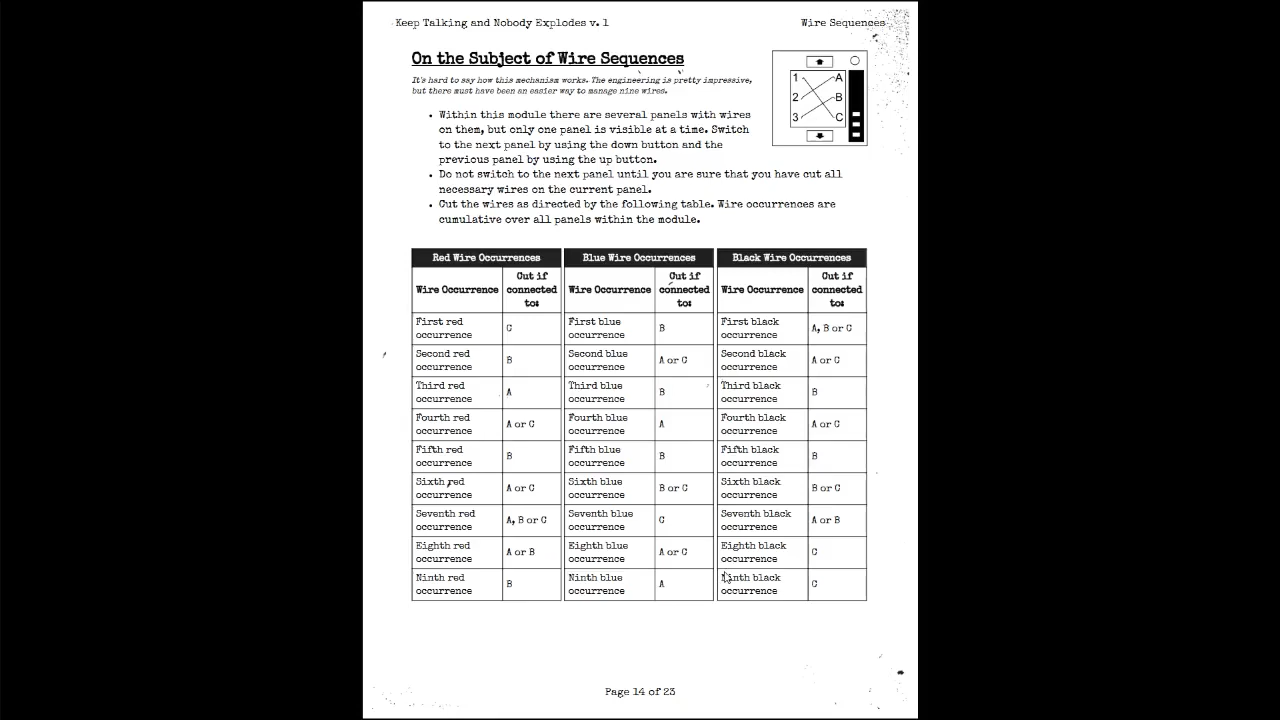 Keep Talking and Nobody Explodes v. 1
Wire Sequences
On the Subject of Wire Sequences
It's hard to say how this mechanism works. The engineering is pretty impressive,
but there must have been an easier way to manage nine wires.
1 A
2 B
3 C
• Within this module there are several panels with wires
on them, but only one panel is visible at a time. Switch
to the next panel by using the down button and the
previous panel by using the up button.
• Do not switch to the next panel until you are sure that you have cut all
necessary wires on the current panel.
• Cut the wires as directed by the following table. Wire occurrences are
cumulative over all panels within the module.
Red Wire Occurrences
Wire Occurrence
Cut if
connected
to:
First red
occurrence
C
Second red
occurrence
B
Third red
occurrence
A
Fourth red
occurrence
A or C
Fifth red
occurrence
B
Sixth red
occurrence
A or C
Seventh red
occurrence
A, B or C
Eighth red
occurrence
A or B
Ninth red
occurrence
B
Blue Wire Occurrences
Wire Occurrence
Cut if
connected
to:
First blue
occurrence
B
Second blue
occurrence
A or C
Third blue
occurrence
B
Fourth blue
occurrence
A
Fifth blue
occurrence
B
Sixth blue
occurrence
B or C
Seventh blue
occurrence
C
Eighth blue
occurrence
A or C
Ninth blue
occurrence
A
Black Wire Occurrences
Wire Occurrence
Cut if
connected
to:
First black
occurrence
A, B or C
Second black
occurrence
A or C
Third black
occurrence
B
Fourth black
occurrence
A or C
Fifth black
occurrence
B
Sixth black
occurrence
B or C
Seventh black
occurrence
A or B
Eighth black
occurrence
C
Ninth black
occurrence
C
Page 14 of 23